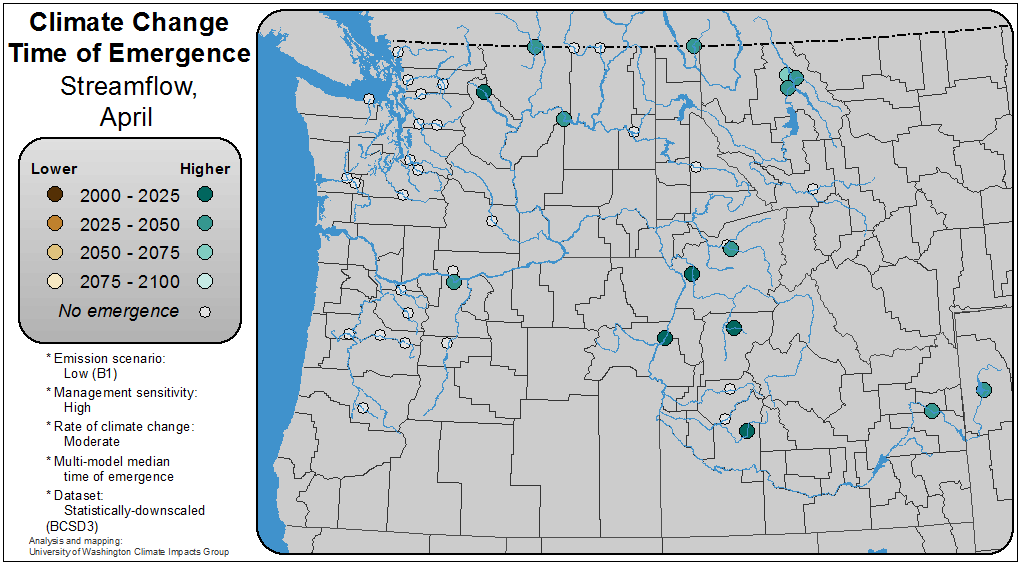 Climate Change
Time of Emergence
Streamflow,
April
Lower Higher
2000 - 2025
2025 - 2050
2050 - 2075
2075 - 2100
No emergence
* Emission scenario:
Low (B1)
* Management sensitivity:
High
* Rate of climate change:
Moderate
* Multi-model median
time of emergence
* Dataset:
Statistically-downscaled
(BCSD3)
Analysis and mapping:
University of Washington Climate Impacts Group